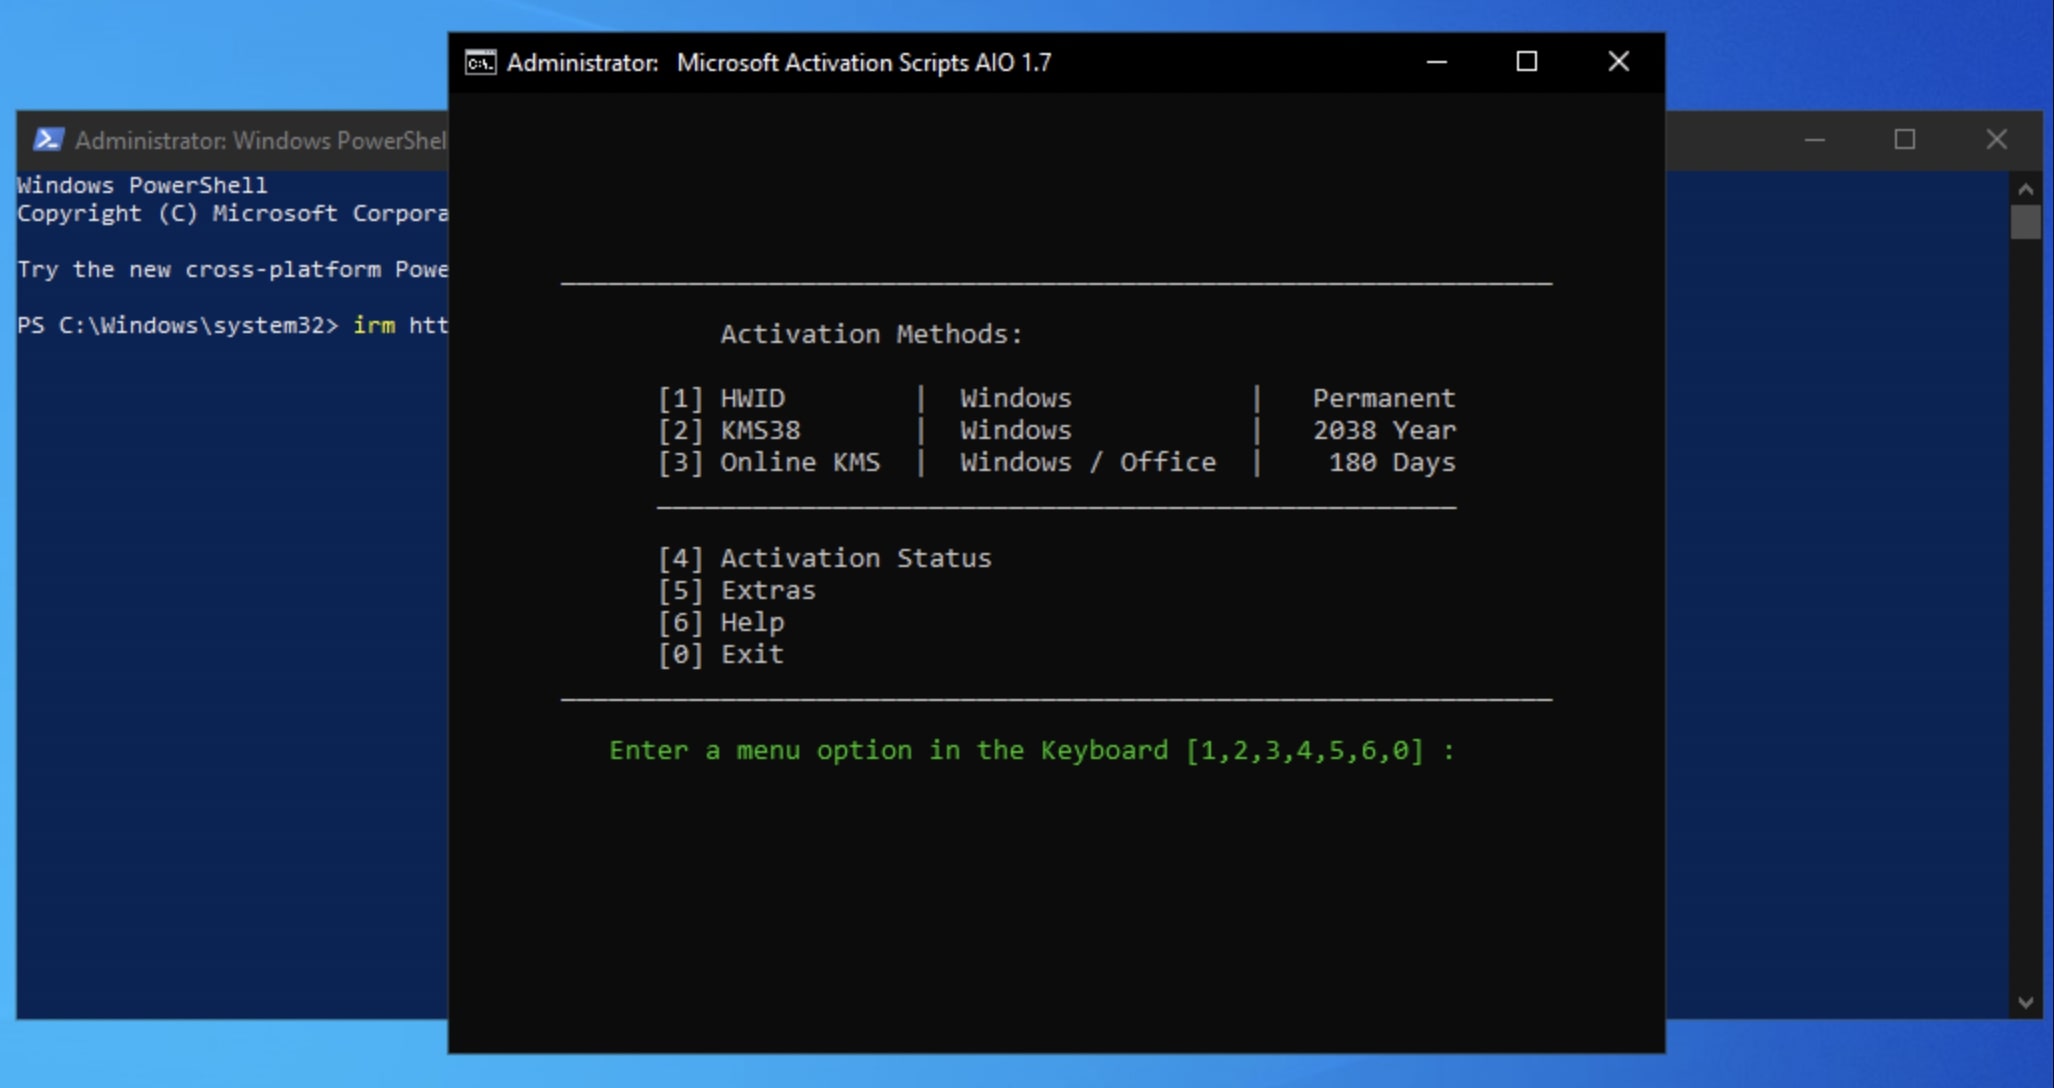 Administrator: Microsoft Activation Scripts AIO 1.7
Administrator: Windows PowerShel
Windows PowerShell
Copyright (C) Microsoft Corpora
Try the new cross-platform Powe
PS C:\Windows\system32> irm htt
Activation Methods:
[1] HWID | Windows | Permanent
[2] KMS38 | Windows | 2038 Year
[3] Online KMS | Windows / Office | 180 Days
[4] Activation Status
[5] Extras
[6] Help
[0] Exit
Enter a menu option in the Keyboard [1,2,3,4,5,6,0] :